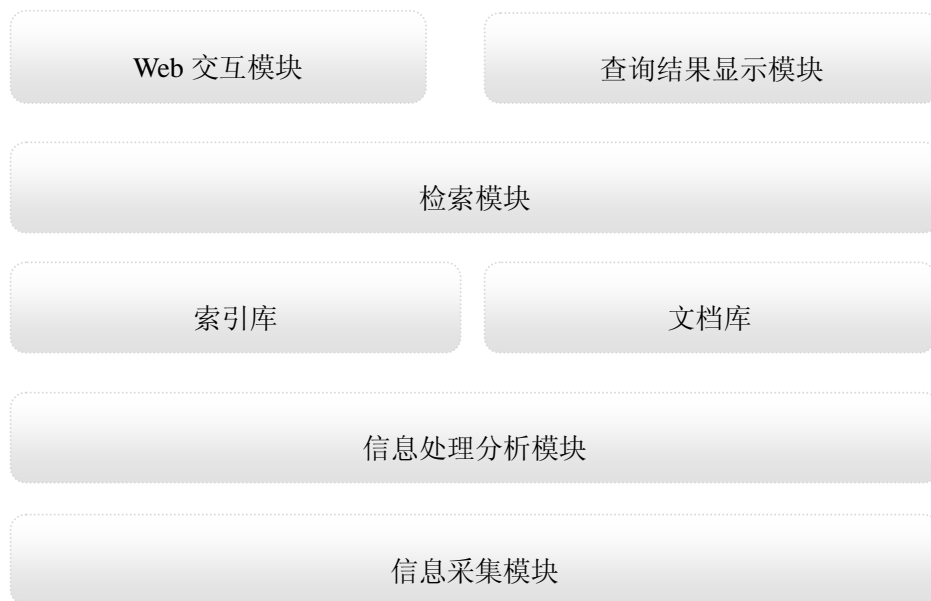 Web 交互模块
查询结果显示模块
检索模块
索引库
文档库
信息处理分析模块
信息采集模块